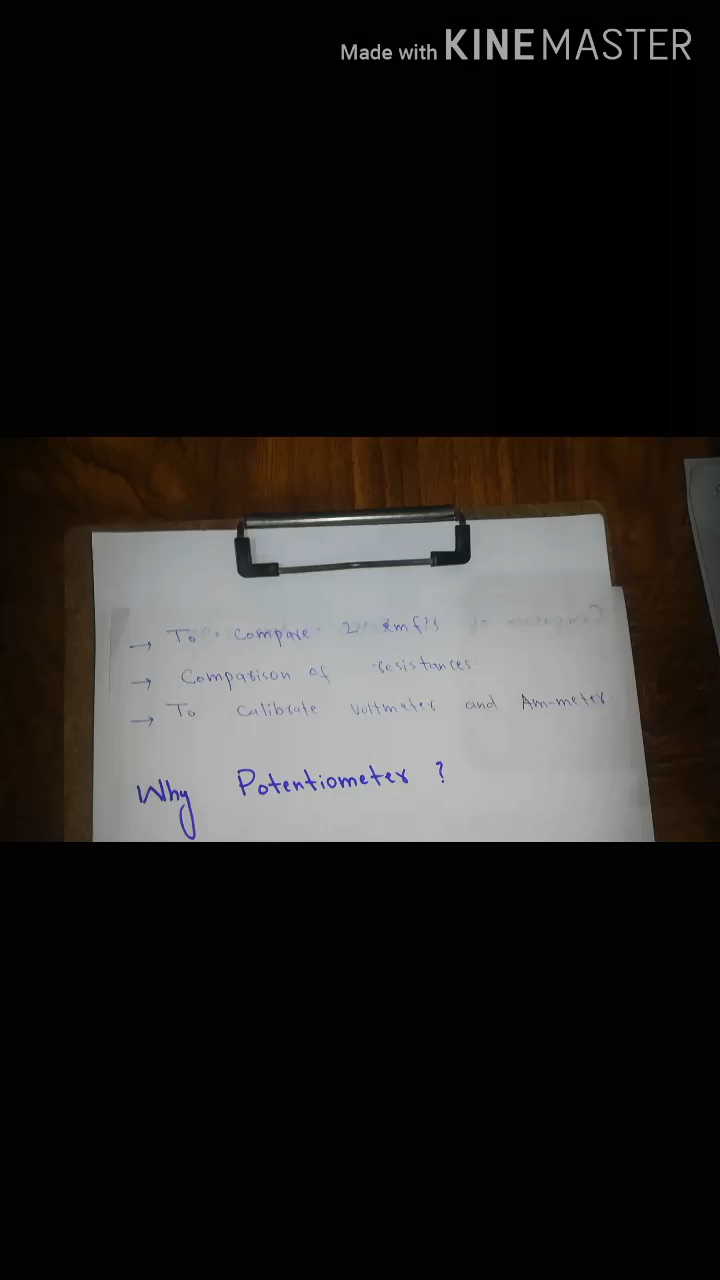 Made with KINEMASTER
→ To compare 2 emf's
→ Comparison of resistances
→ To Calibrate Voltmeter and Am-meter
Why Potentiometer ?